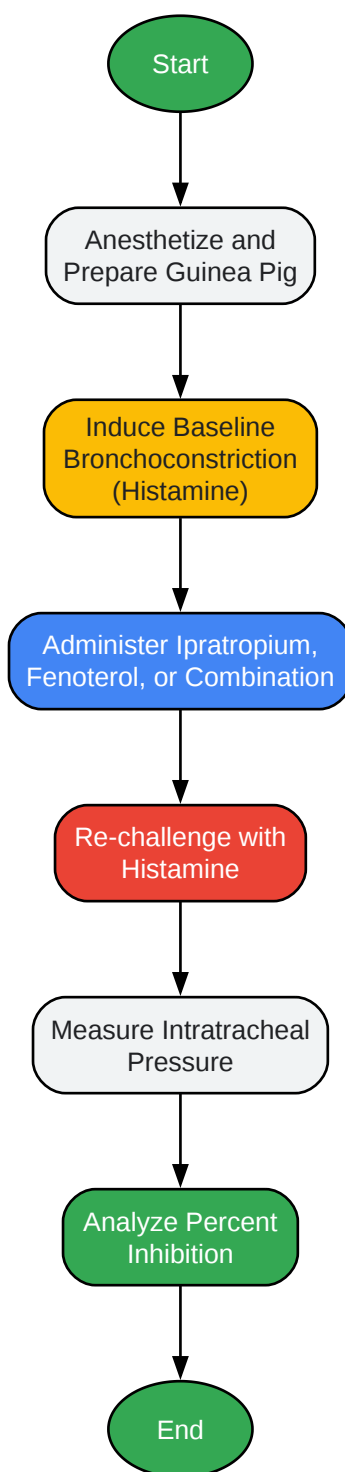 Start
Anesthetize and
Prepare Guinea Pig
Induce Baseline
Bronchoconstriction
(Histamine)
Administer Ipratropium,
Fenoterol, or Combination
Re-challenge with
Histamine
Measure Intratracheal
Pressure
Analyze Percent
Inhibition
End